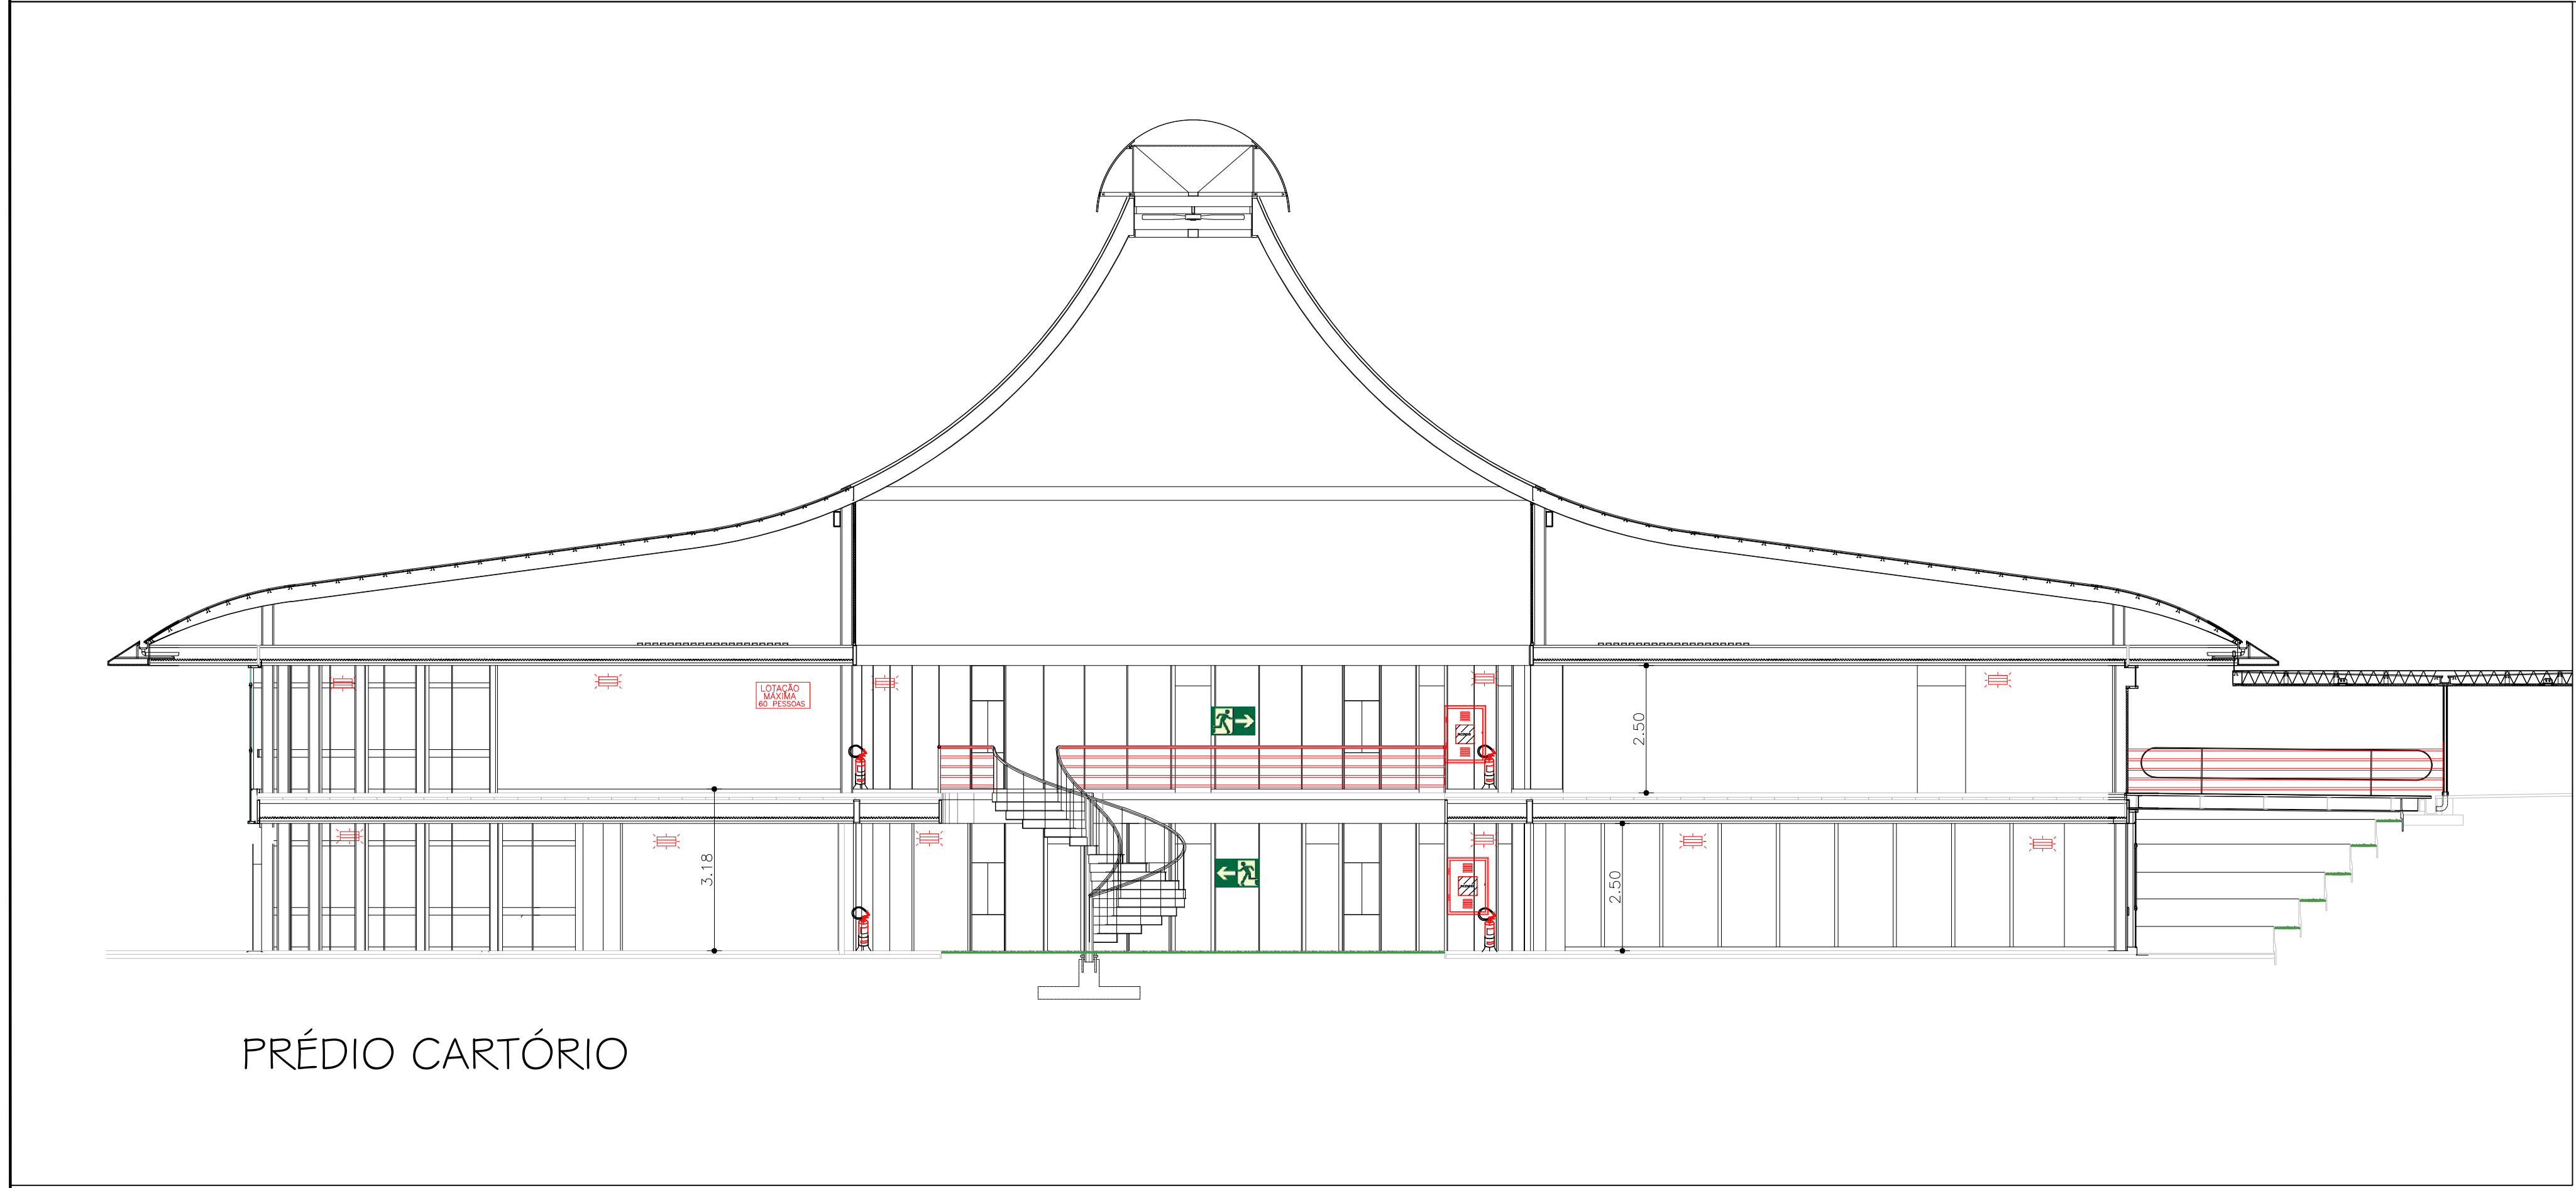 LOTAÇÃO
MÁXIMA
60 PESSOAS
2.50
3.18
2.50
PRÉDIO CARTÓRIO